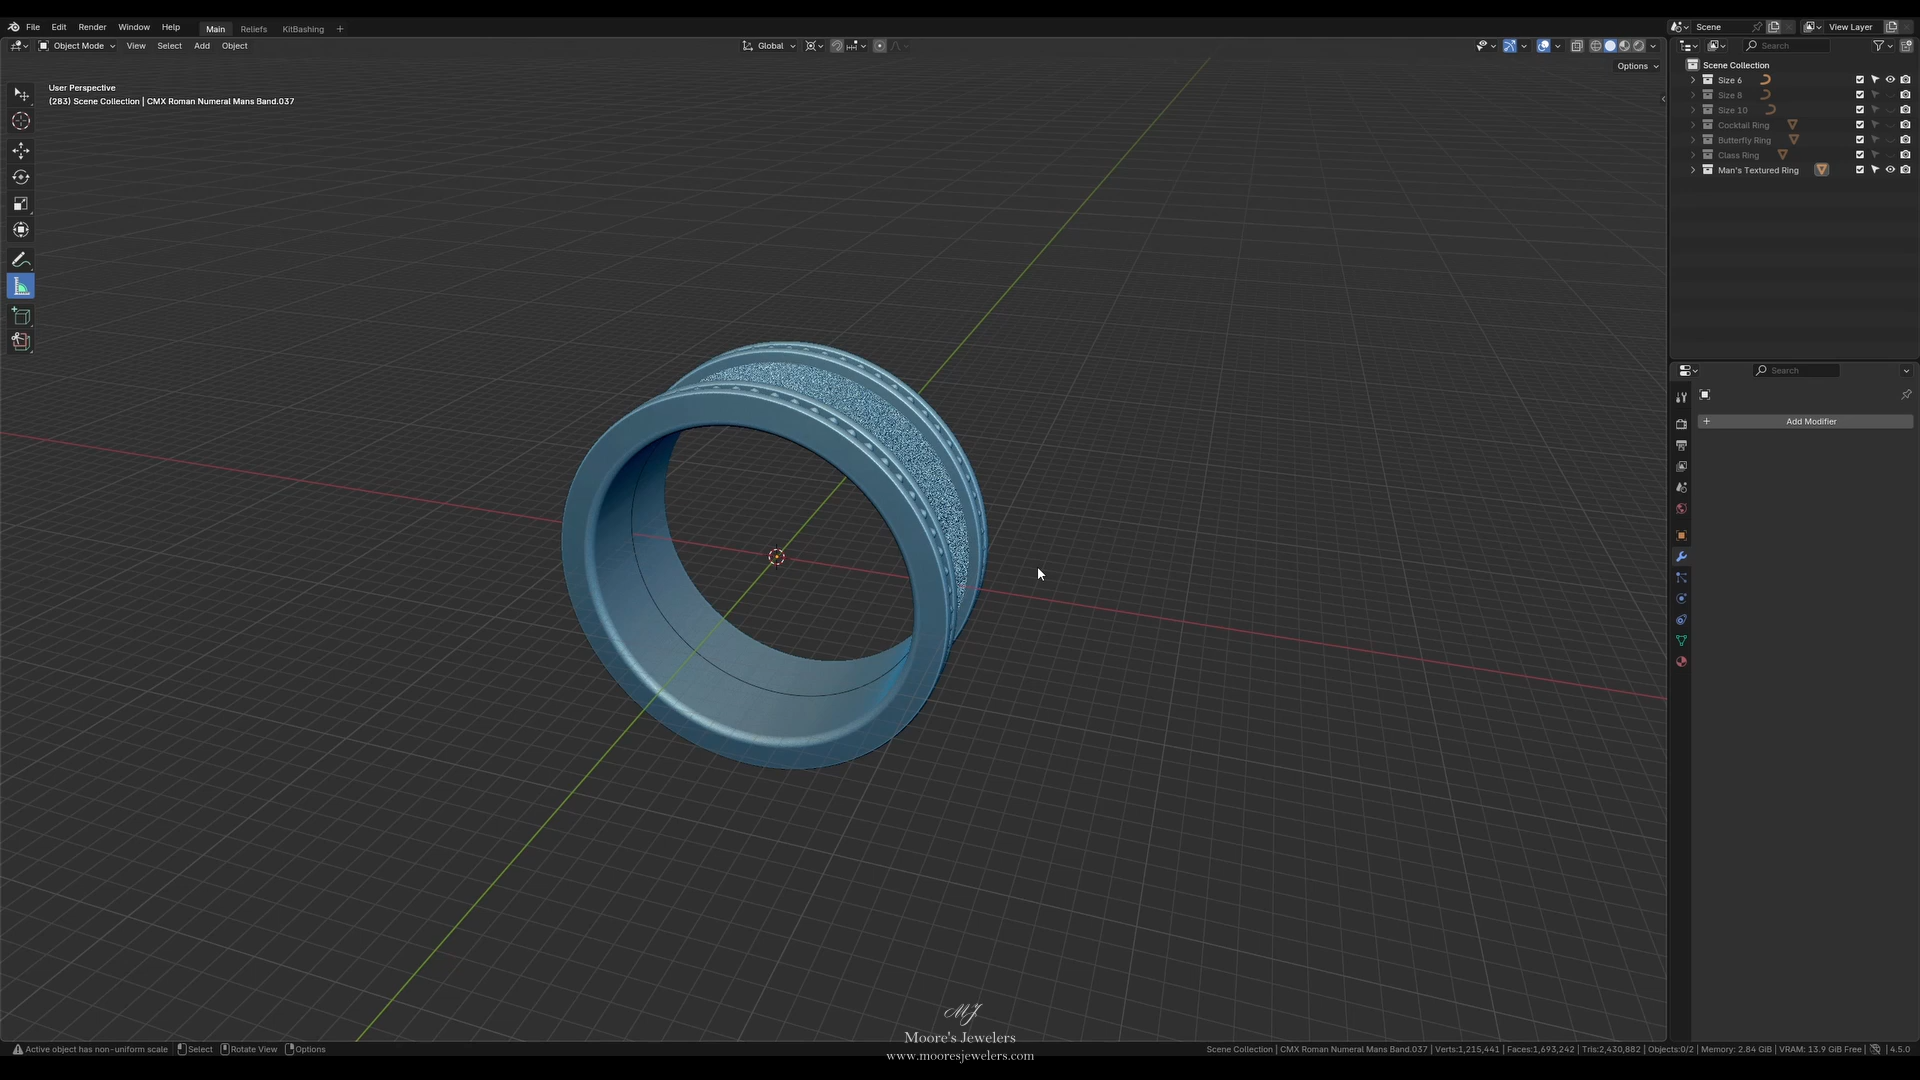 File Edit Render Window Help Main Reliefs KitBashing + Scene View Layer
Object Mode View Select Add Object Global Search
Options
User Perspective
(283) Scene Collection | CMX Roman Numeral Mans Band.037
Scene Collection
Size 6
Size 8
Size 10
Cocktail Ring
Butterfly Ring
Class Ring
Man's Textured Ring
Search
+ Add Modifier
MJ
Moore's Jewelers
www.mooresjewelers.com
Active object has non-uniform scale Select Rotate View Options Scene Collection | CMX Roman Numeral Mans Band.037 | Verts:1,215,441 | Faces:1,693,242 | Tris:2,430,882 | Objects:0/2 | Memory: 2.84 GiB | VRAM: 13.9 GiB Free | 4.5.0